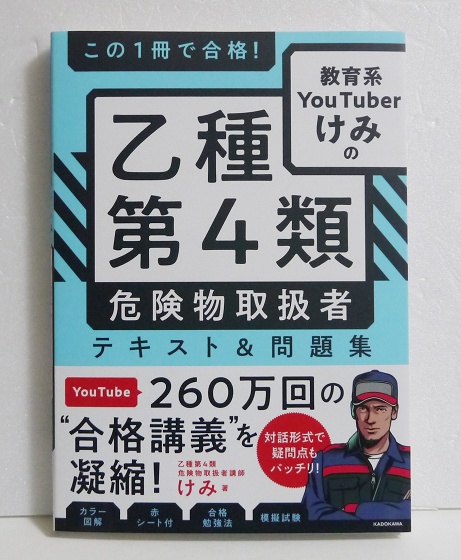 この1冊で合格!
教育系
YouTuber
けみの
乙種
第4類
危険物取扱者
テキスト&問題集
YouTube 260万回の
“合格講義”を
凝縮!
乙種第4類
危険物取扱者講師
けみ 著
対話形式で
疑問点も
バッチリ!
カラー
図解
赤
シート付
合格
勉強法
模擬試験
KADOKAWA